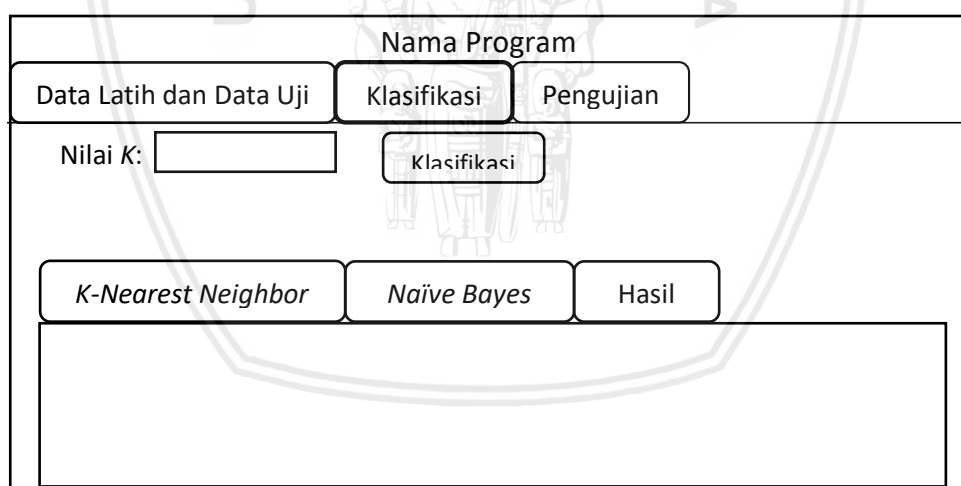 Nama Program
Data Latih dan Data Uji Klasifikasi Pengujian
Nilai K: Klasifikasi
K-Nearest Neighbor Naïve Bayes Hasil